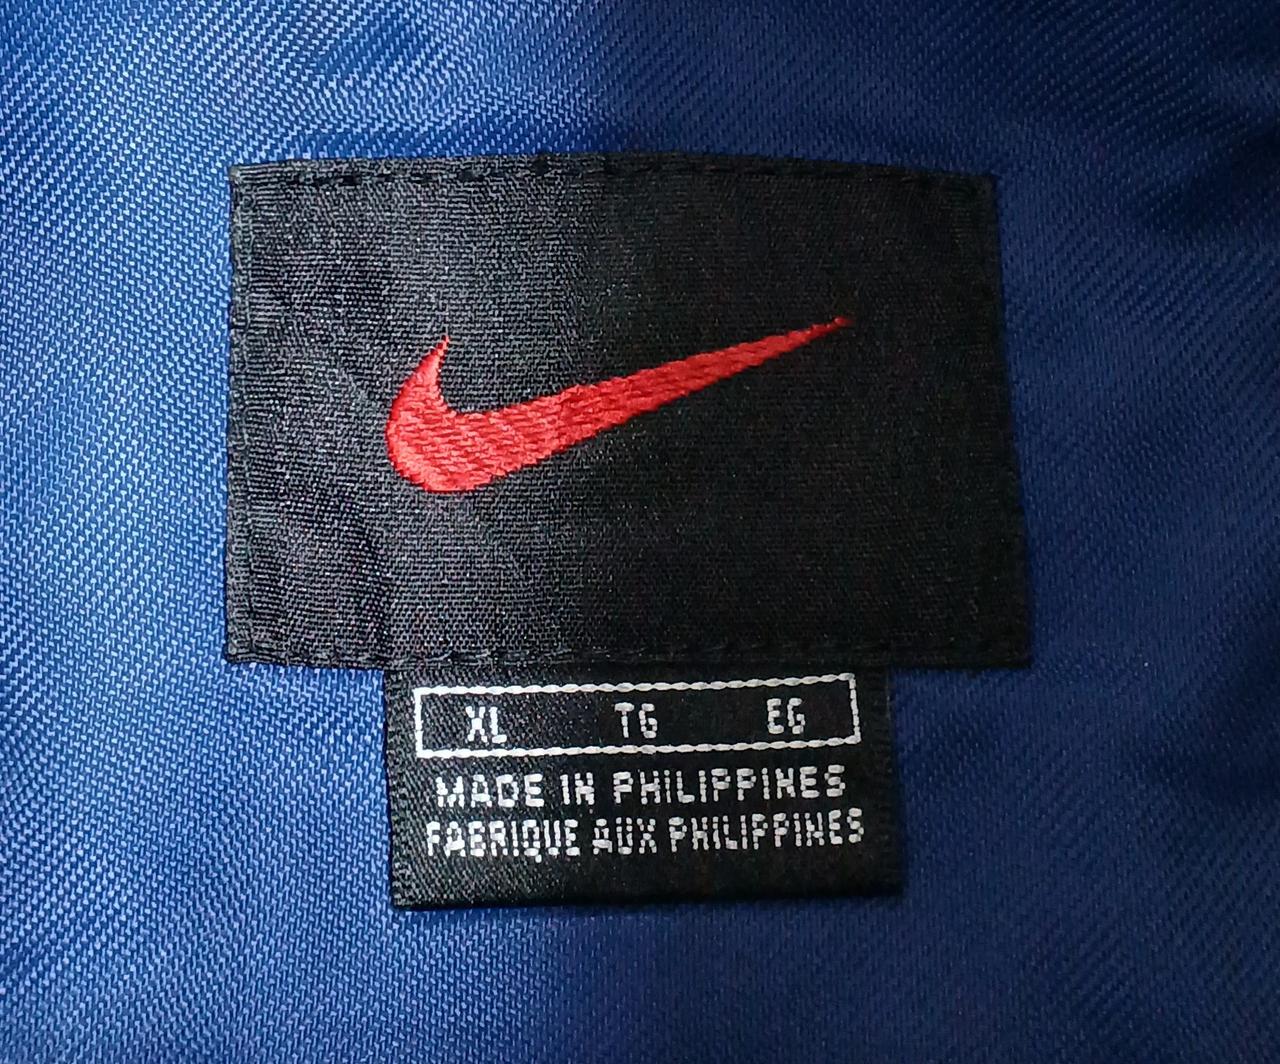 XL TG EG
MADE IN PHILIPPINES
FABRIQUE AUX PHILIPPINES